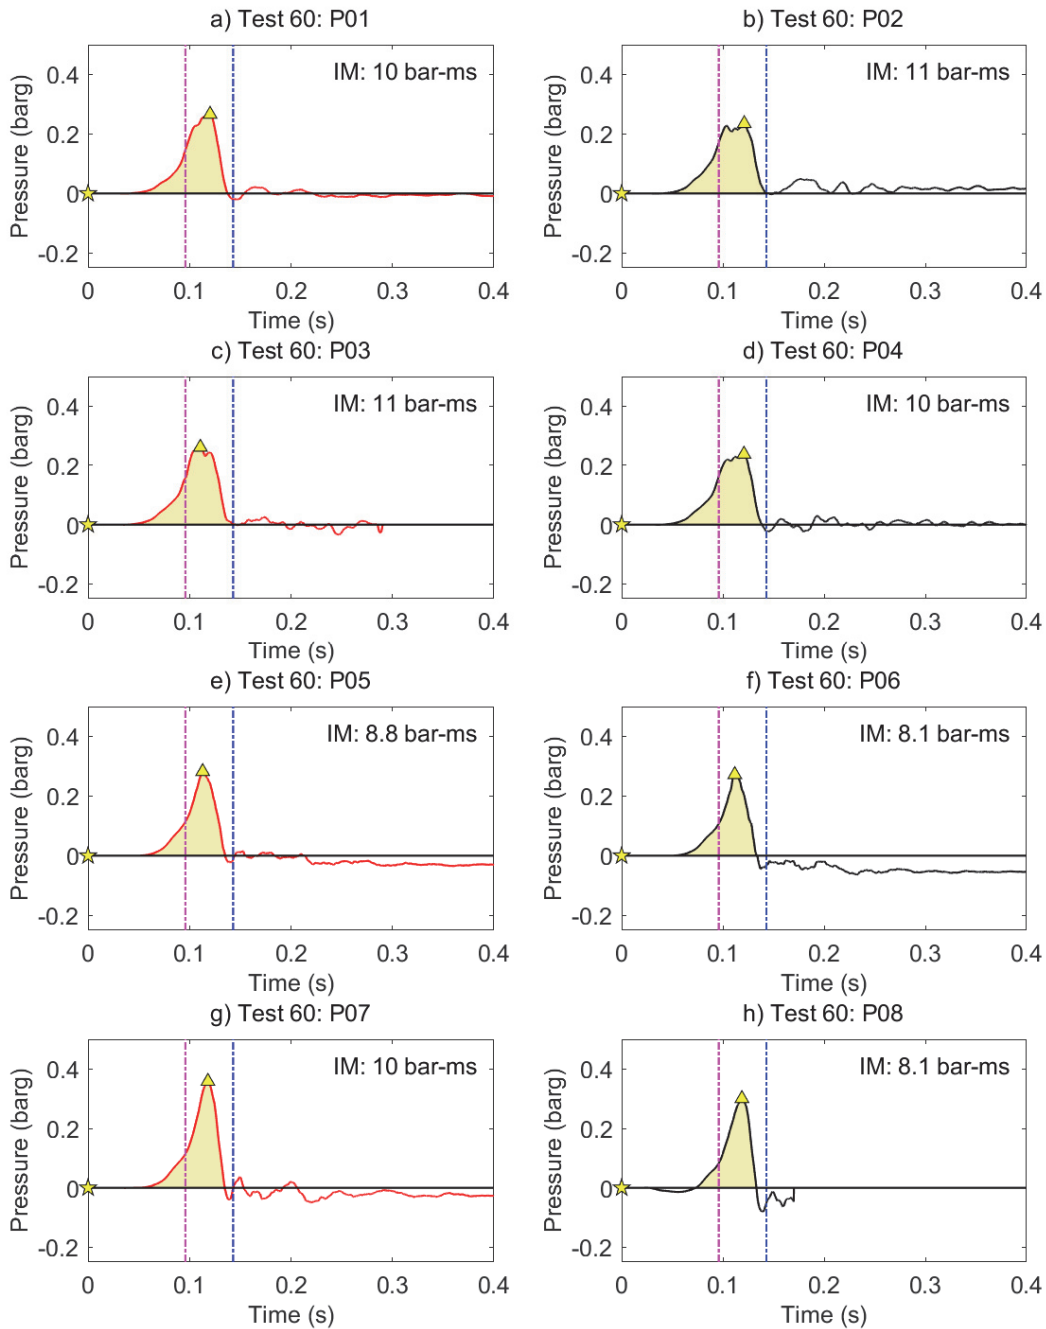 a) Test 60: P01
IM: 10 bar-ms
Pressure (barg)
0.4
0.2
0
-0.2
0 0.1 0.2 0.3 0.4
Time (s)
b) Test 60: P02
IM: 11 bar-ms
Pressure (barg)
0.4
0.2
0
-0.2
0 0.1 0.2 0.3 0.4
Time (s)
c) Test 60: P03
IM: 11 bar-ms
Pressure (barg)
0.4
0.2
0
-0.2
0 0.1 0.2 0.3 0.4
Time (s)
d) Test 60: P04
IM: 10 bar-ms
Pressure (barg)
0.4
0.2
0
-0.2
0 0.1 0.2 0.3 0.4
Time (s)
e) Test 60: P05
IM: 8.8 bar-ms
Pressure (barg)
0.4
0.2
0
-0.2
0 0.1 0.2 0.3 0.4
Time (s)
f) Test 60: P06
IM: 8.1 bar-ms
Pressure (barg)
0.4
0.2
0
-0.2
0 0.1 0.2 0.3 0.4
Time (s)
g) Test 60: P07
IM: 10 bar-ms
Pressure (barg)
0.4
0.2
0
-0.2
0 0.1 0.2 0.3 0.4
Time (s)
h) Test 60: P08
IM: 8.1 bar-ms
Pressure (barg)
0.4
0.2
0
-0.2
0 0.1 0.2 0.3 0.4
Time (s)